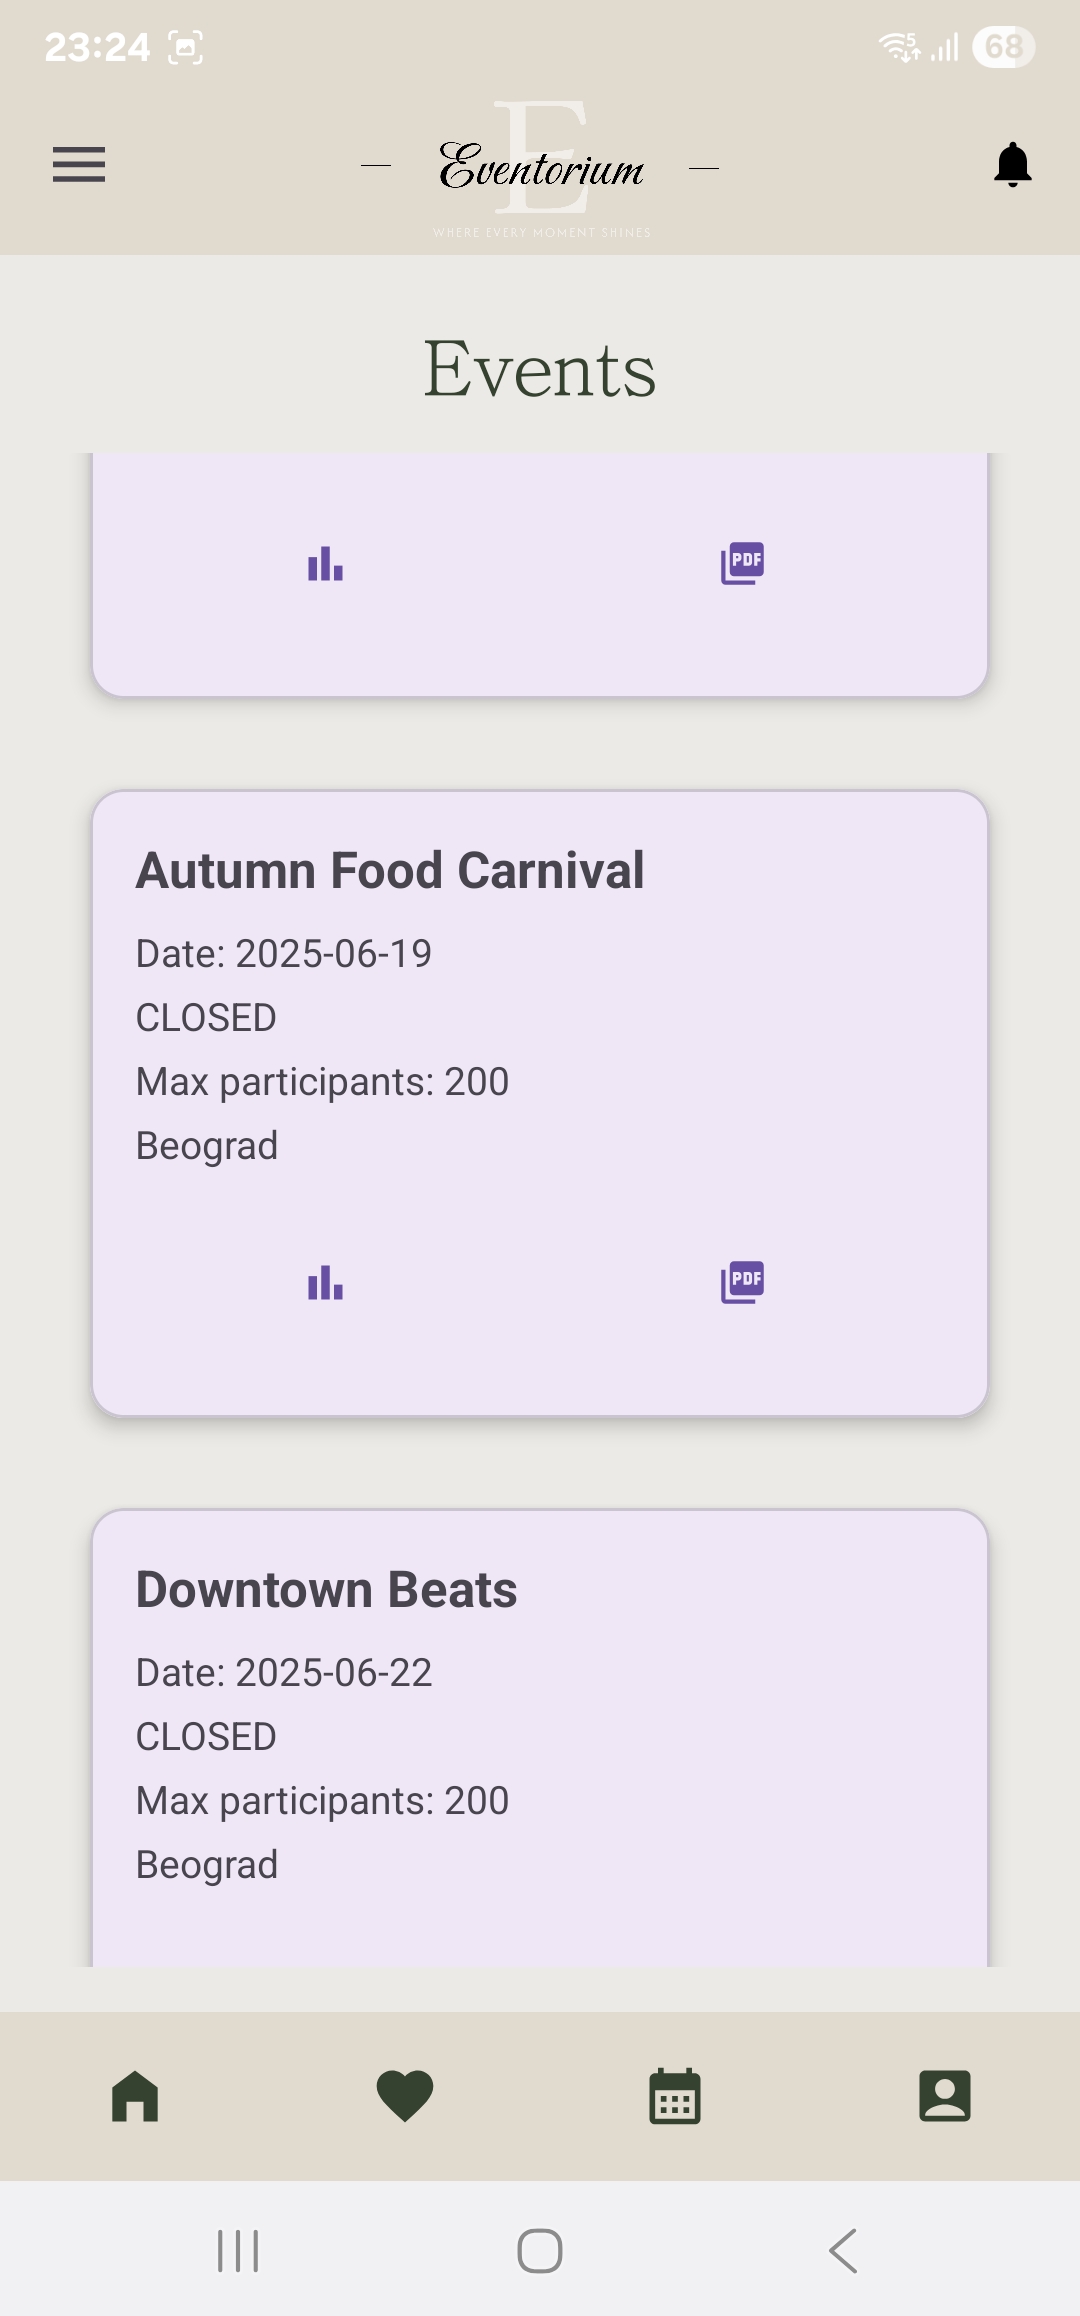 23:24
5
68
E
Eventorium
WHERE EVERY MOMENT SHINES
Events
PDF
Autumn Food Carnival
Date: 2025-06-19
CLOSED
Max participants: 200
Beograd
PDF
Downtown Beats
Date: 2025-06-22
CLOSED
Max participants: 200
Beograd